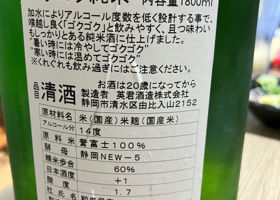 内容量1800ml
加水によりアルコール度数を低く設計する事で、
喉越し良く「ゴクゴク」と飲みやすく、且つ味わい
もしっかりとある純米酒に仕上げました。
"暑い時には冷やしてゴクゴク"
"寒い時には温めてゴクゴク"
※くれぐれも飲み過ぎにはご注意ください。
お酒は20歳になってから
清酒 製造者 英君酒造株式会社
静岡市清水区由比入山2152
原材料名 米(国産)米麹(国産米)
アルコール分 14度
原料米 誉富士100%
酵母 静岡NEW-5
精米歩合 60%
日本酒度 +1
酸度 1.7